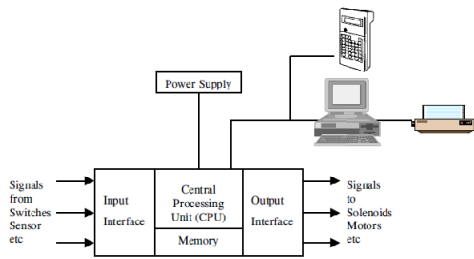 Power Supply
Signals
from
Switches
Sensor
etc
Input
Interface
Central
Processing
Unit (CPU)
Memory
Output
Interface
Signals
to
Solenoids
Motors
etc